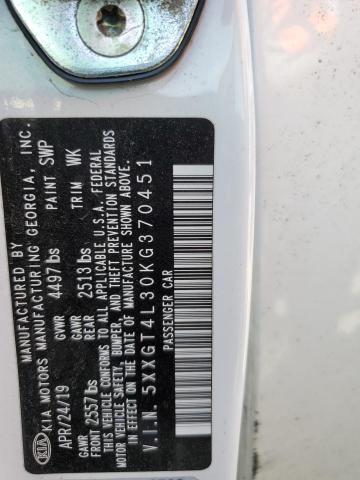 KIA
MANUFACTURED BY
KIA MOTORS MANUFACTURING GEORGIA, INC.
APR/24/19 GVWR 4497 lbs PAINT SWP
GAWR FRONT 2557 lbs GAWR REAR 2513 lbs TRIM WK
THIS VEHICLE CONFORMS TO ALL APPLICABLE U.S.A. FEDERAL
MOTOR VEHICLE SAFETY, BUMPER, AND THEFT PREVENTION STANDARDS
IN EFFECT ON THE DATE OF MANUFACTURE SHOWN ABOVE.
V.I.N. 5XXGT4L30KG370451
PASSENGER CAR